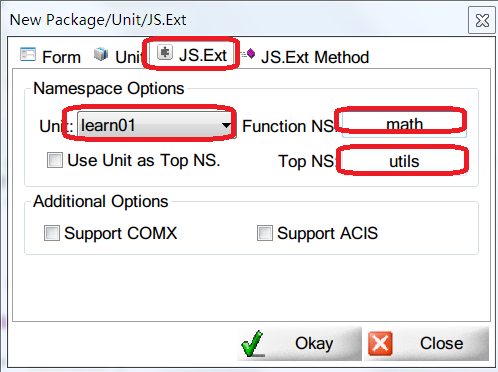 New Package/Unit/JS.Ext
Form Unit JS.Ext JS.Ext Method
Namespace Options
Unit: learn01 Function NS. math
Use Unit as Top NS. Top NS. utils
Additional Options
Support COMX Support ACIS
Okay Close